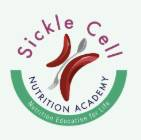 Sickle Cell
NUTRITION ACADEMY
Nutrition Education for Life